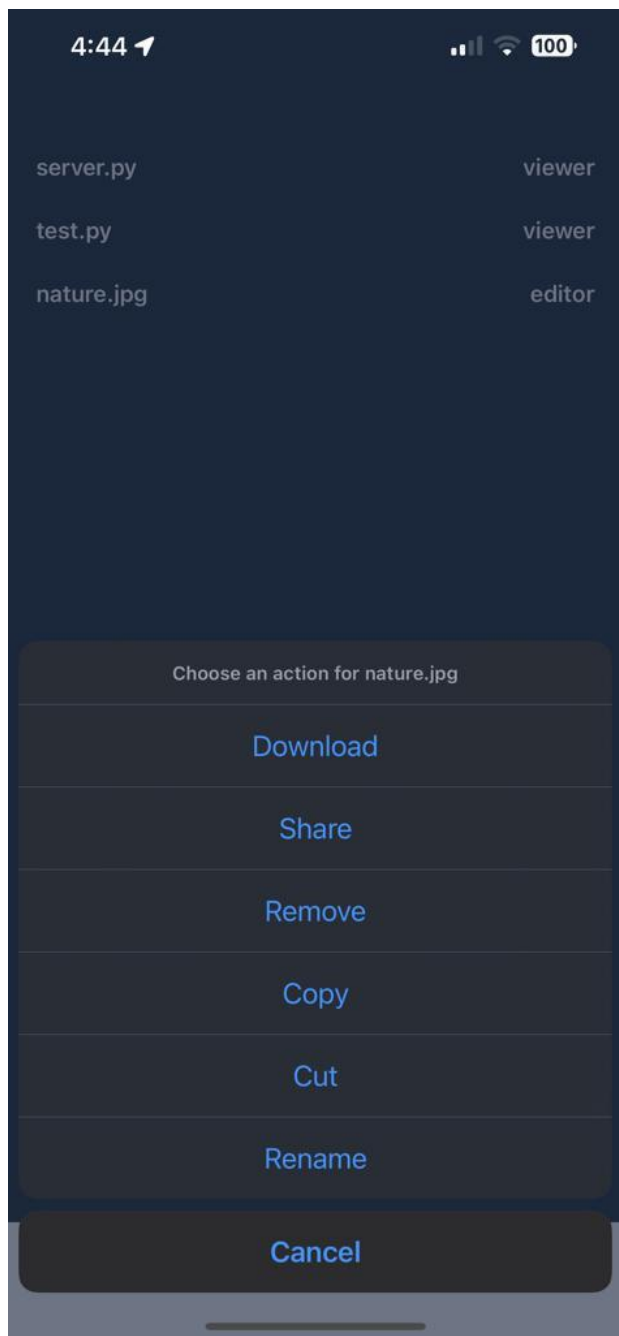 4:44
100
server.py viewer
test.py viewer
nature.jpg editor
Choose an action for nature.jpg
Download
Share
Remove
Copy
Cut
Rename
Cancel